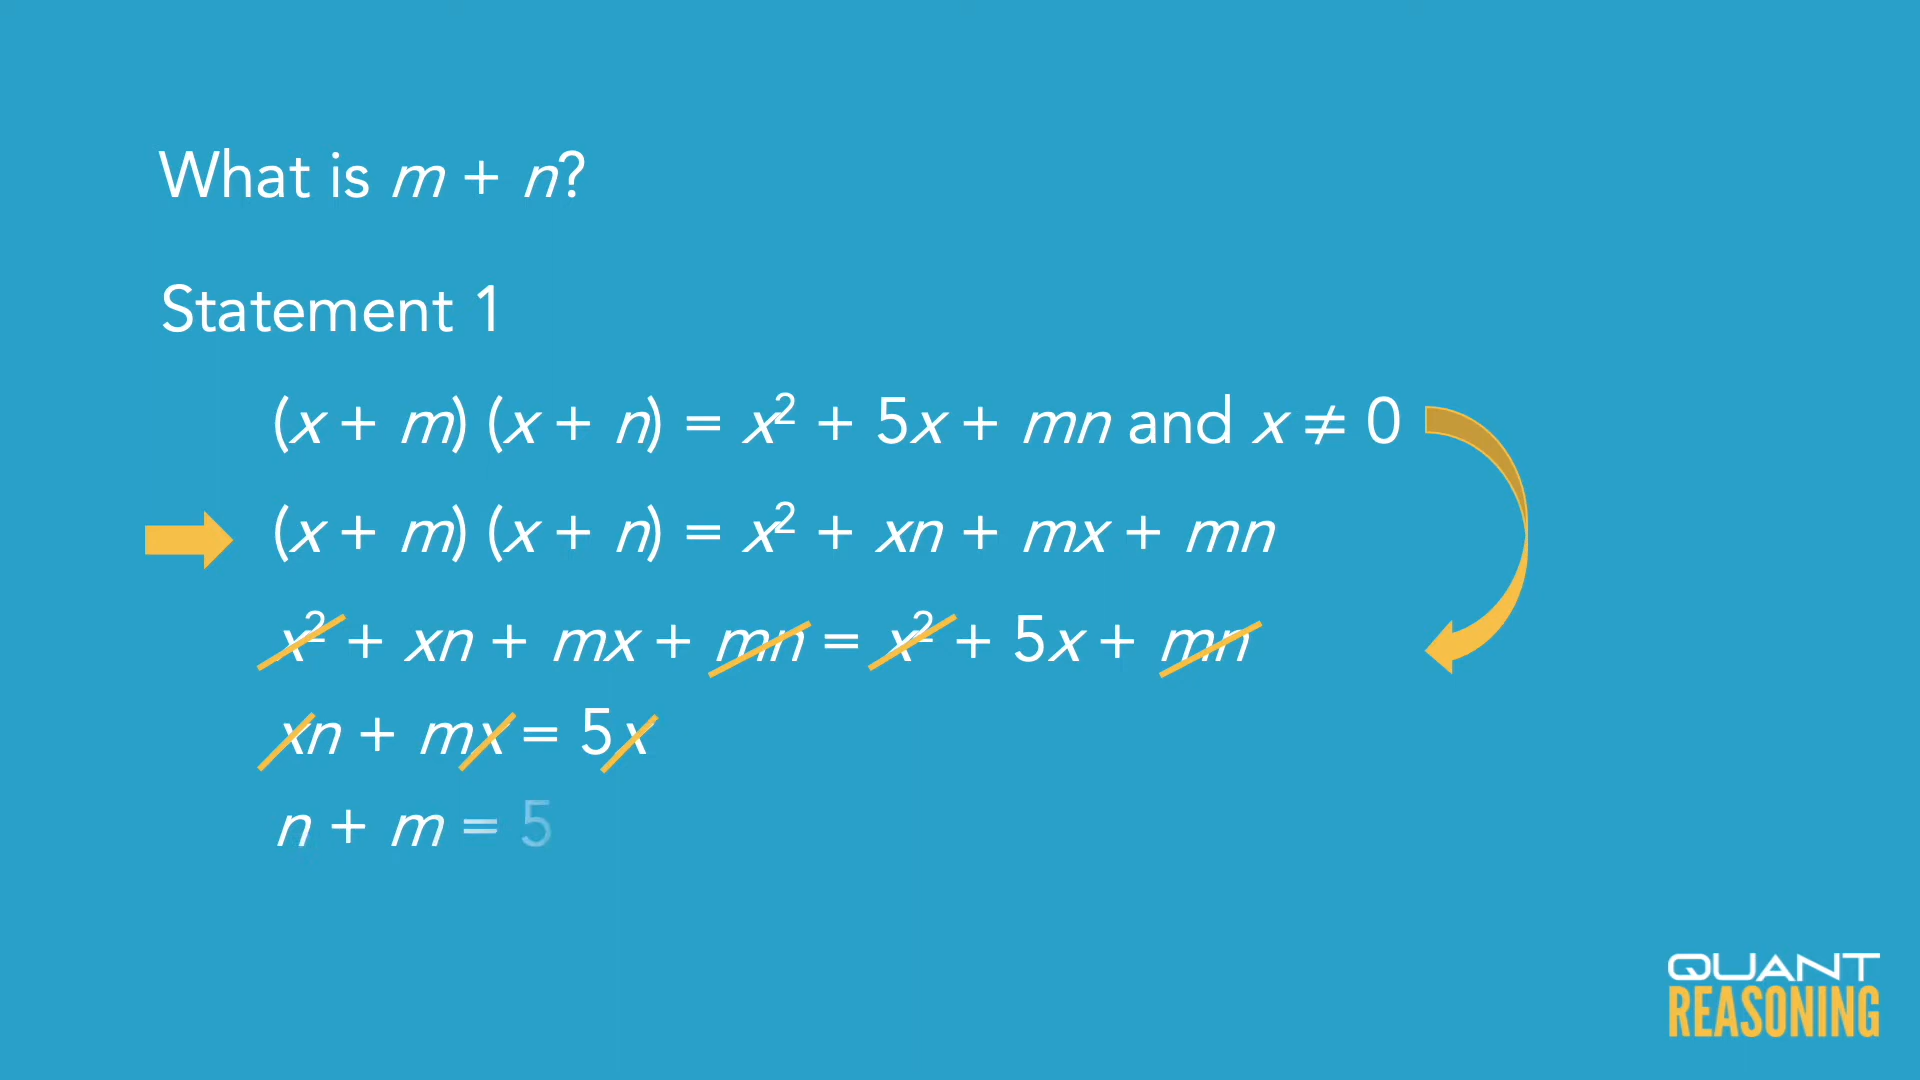 What is m + n?
Statement 1
(x + m) (x + n) = x² + 5x + mn and x ≠ 0
(x + m) (x + n) = x² + xn + mx + mn
x² + xn + mx + mn = x² + 5x + mn
xn + mx = 5x
n + m = 5
QUANT
REASONING